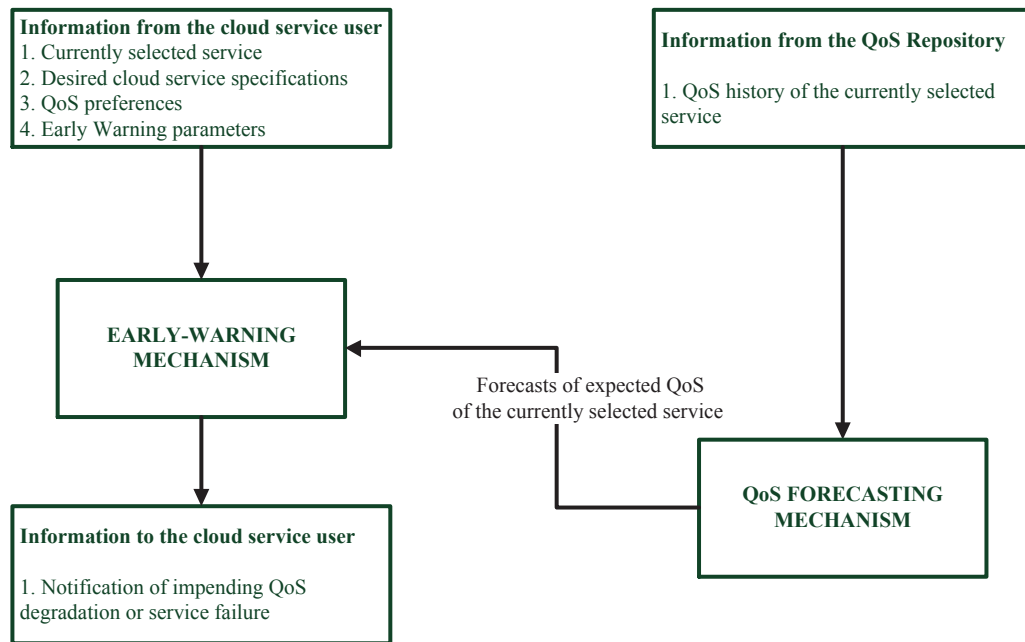 Information from the cloud service user
1. Currently selected service
2. Desired cloud service specifications
3. QoS preferences
4. Early Warning parameters
Information from the QoS Repository
1. QoS history of the currently selected
service
EARLY-WARNING
MECHANISM
Forecasts of expected QoS
of the currently selected service
QoS FORECASTING
MECHANISM
Information to the cloud service user
1. Notification of impending QoS
degradation or service failure